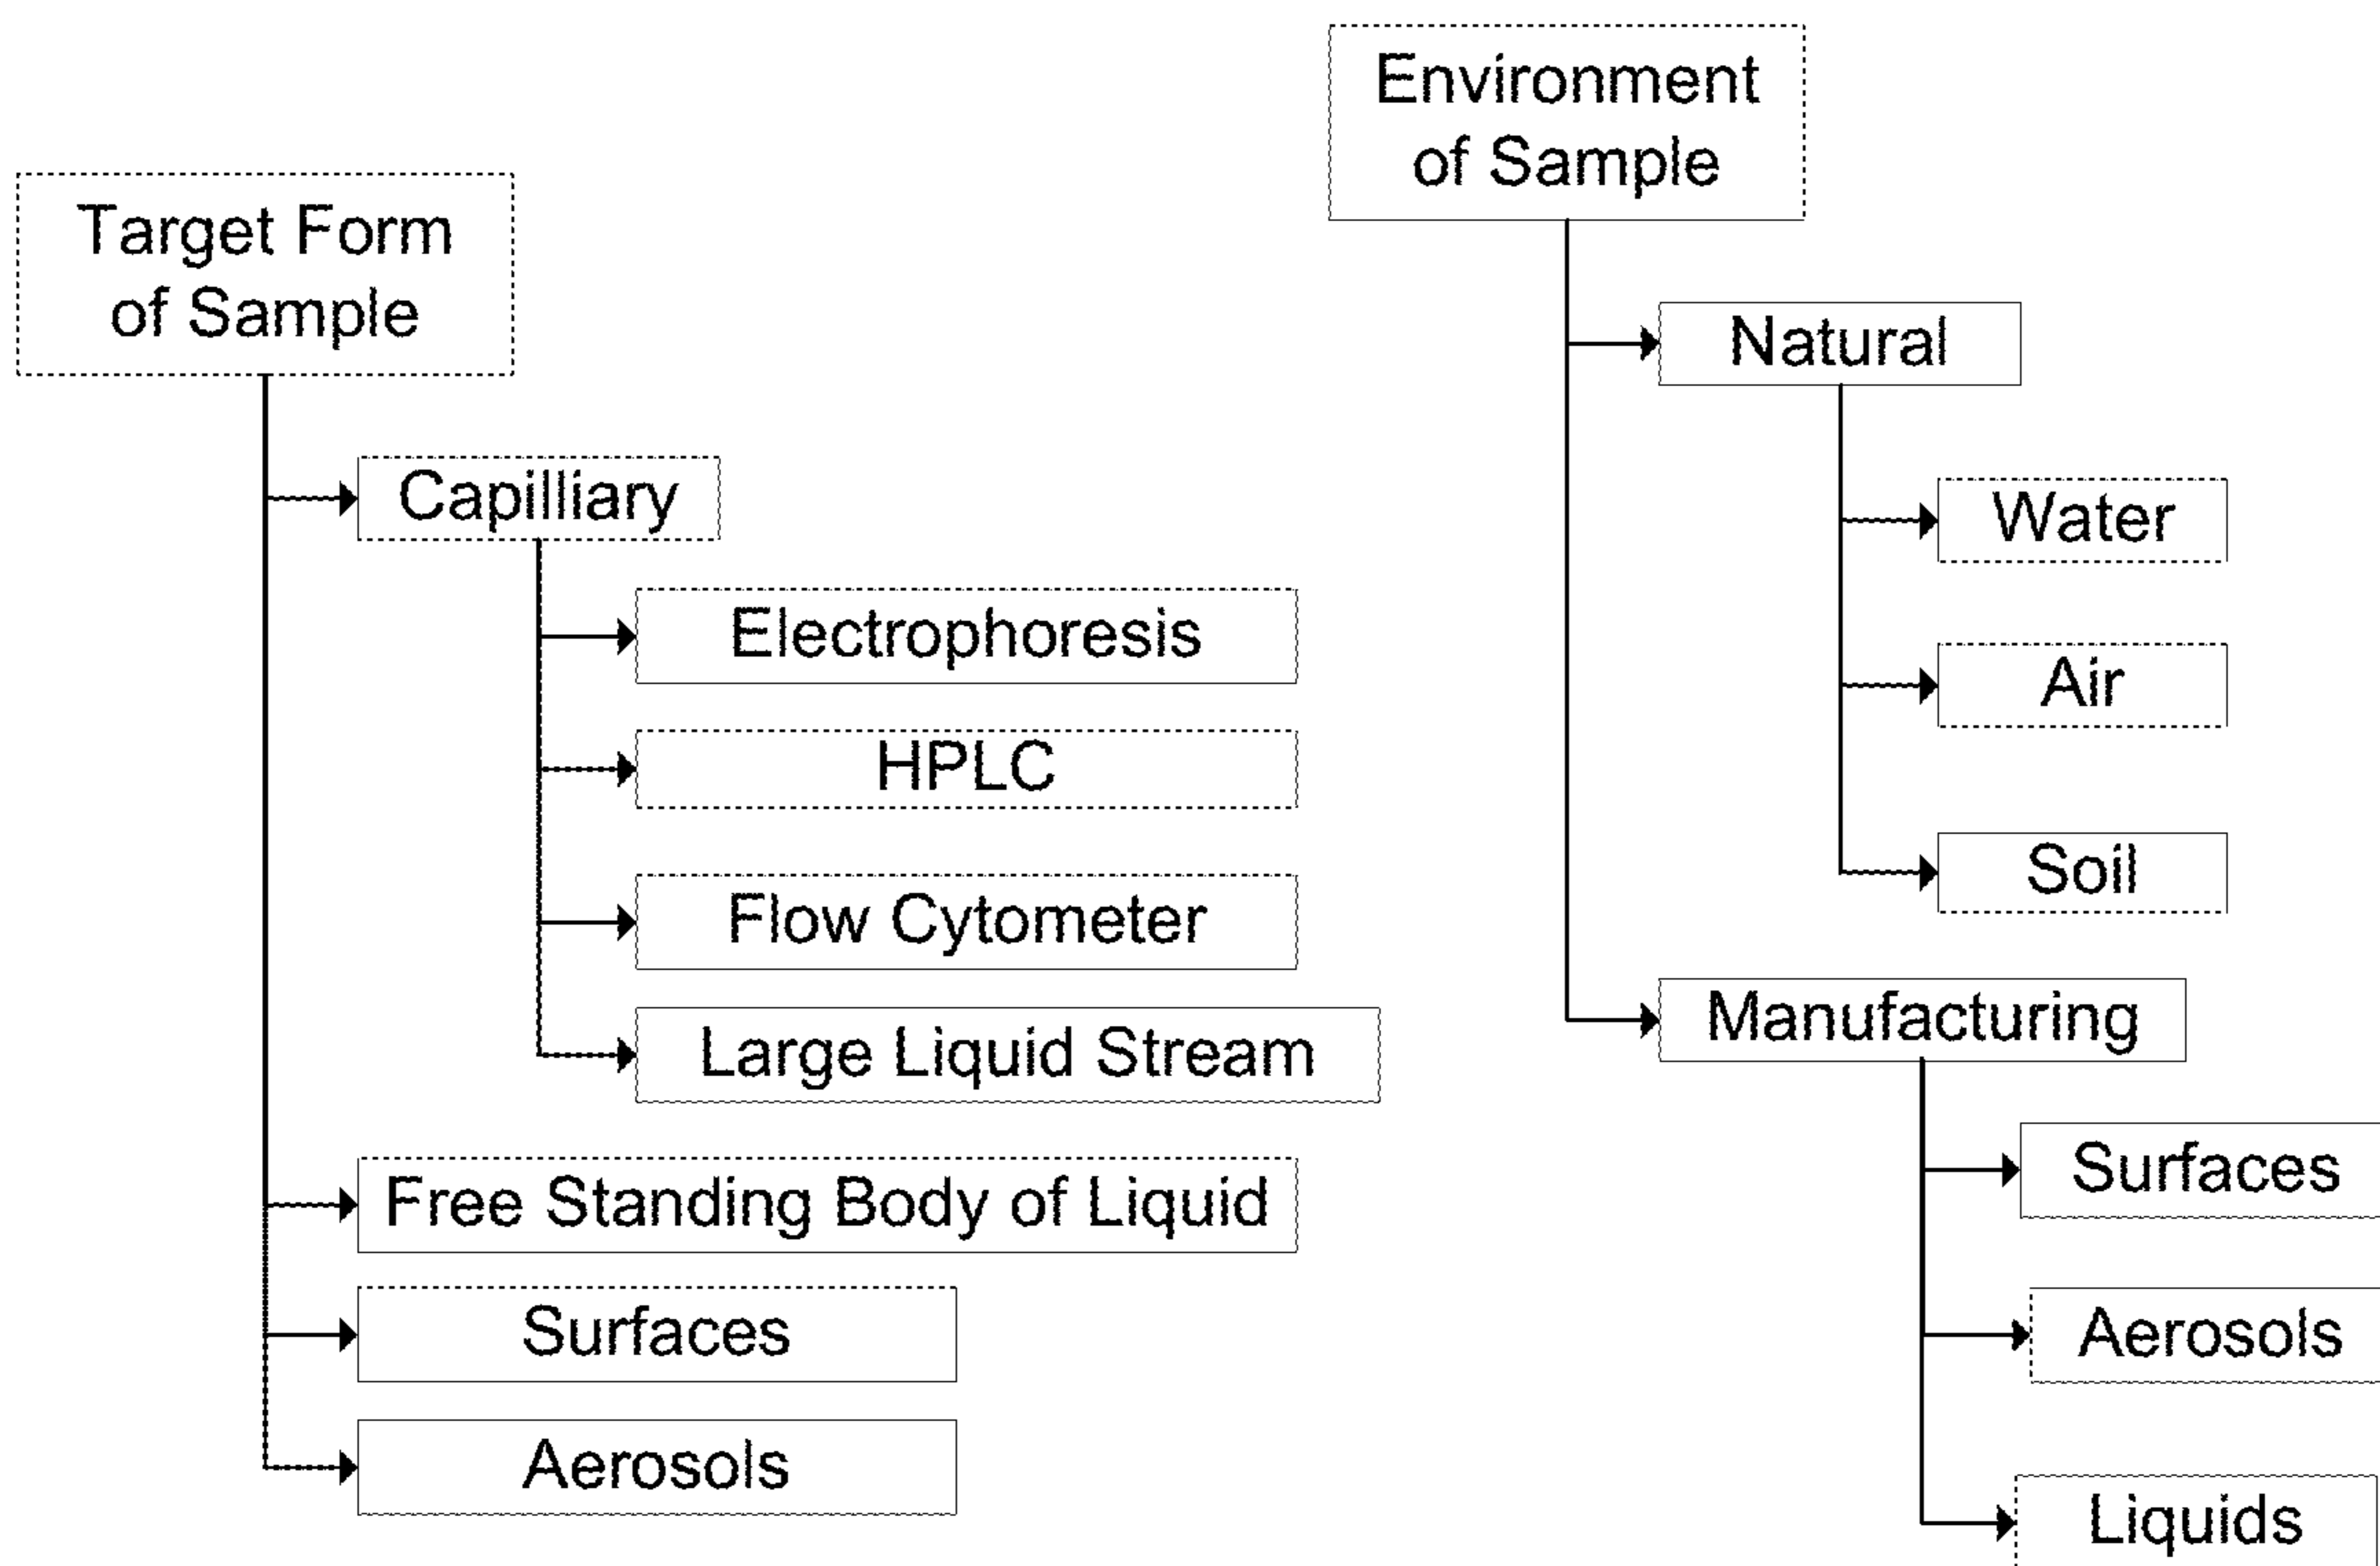 Target Form
of Sample
Capilliary
Electrophoresis
HPLC
Flow Cytometer
Large Liquid Stream
Free Standing Body of Liquid
Surfaces
Aerosols
Environment
of Sample
Natural
Water
Air
Soil
Manufacturing
Surfaces
Aerosols
Liquids